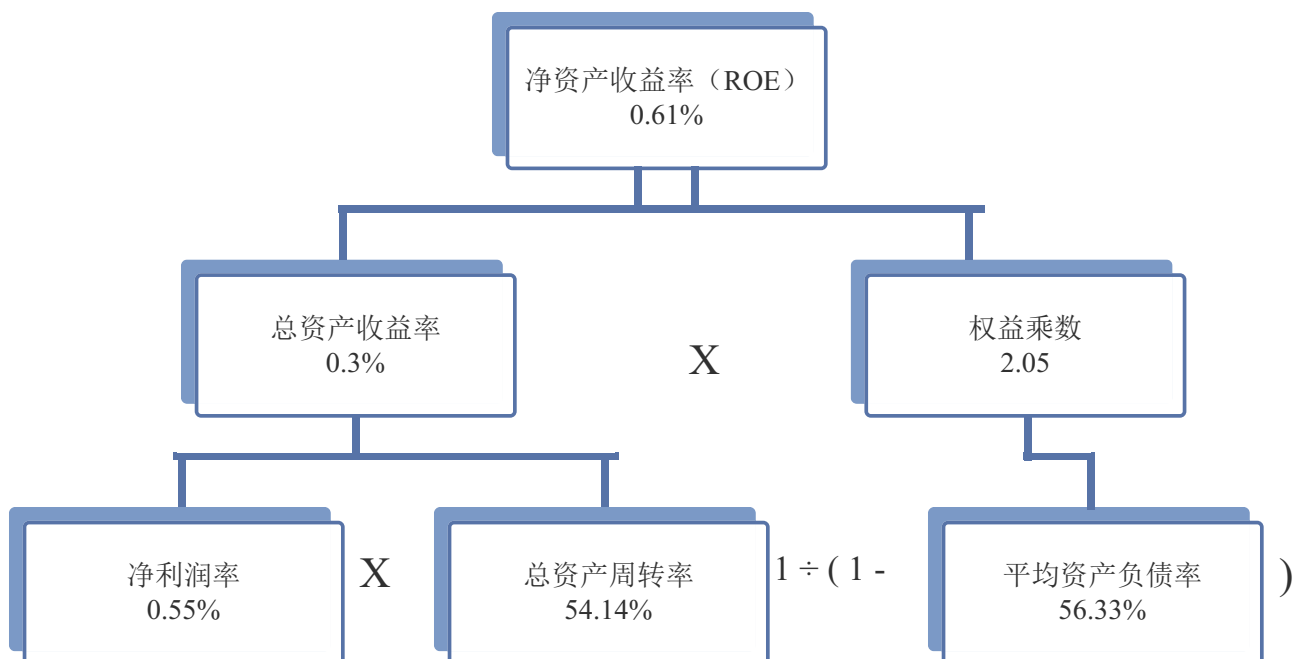 净资产收益率（ROE）
0.61%
总资产收益率
0.3%
X
权益乘数
2.05
净利润率
0.55%
X
总资产周转率
54.14%
1 ÷ ( 1 -
平均资产负债率
56.33%
)